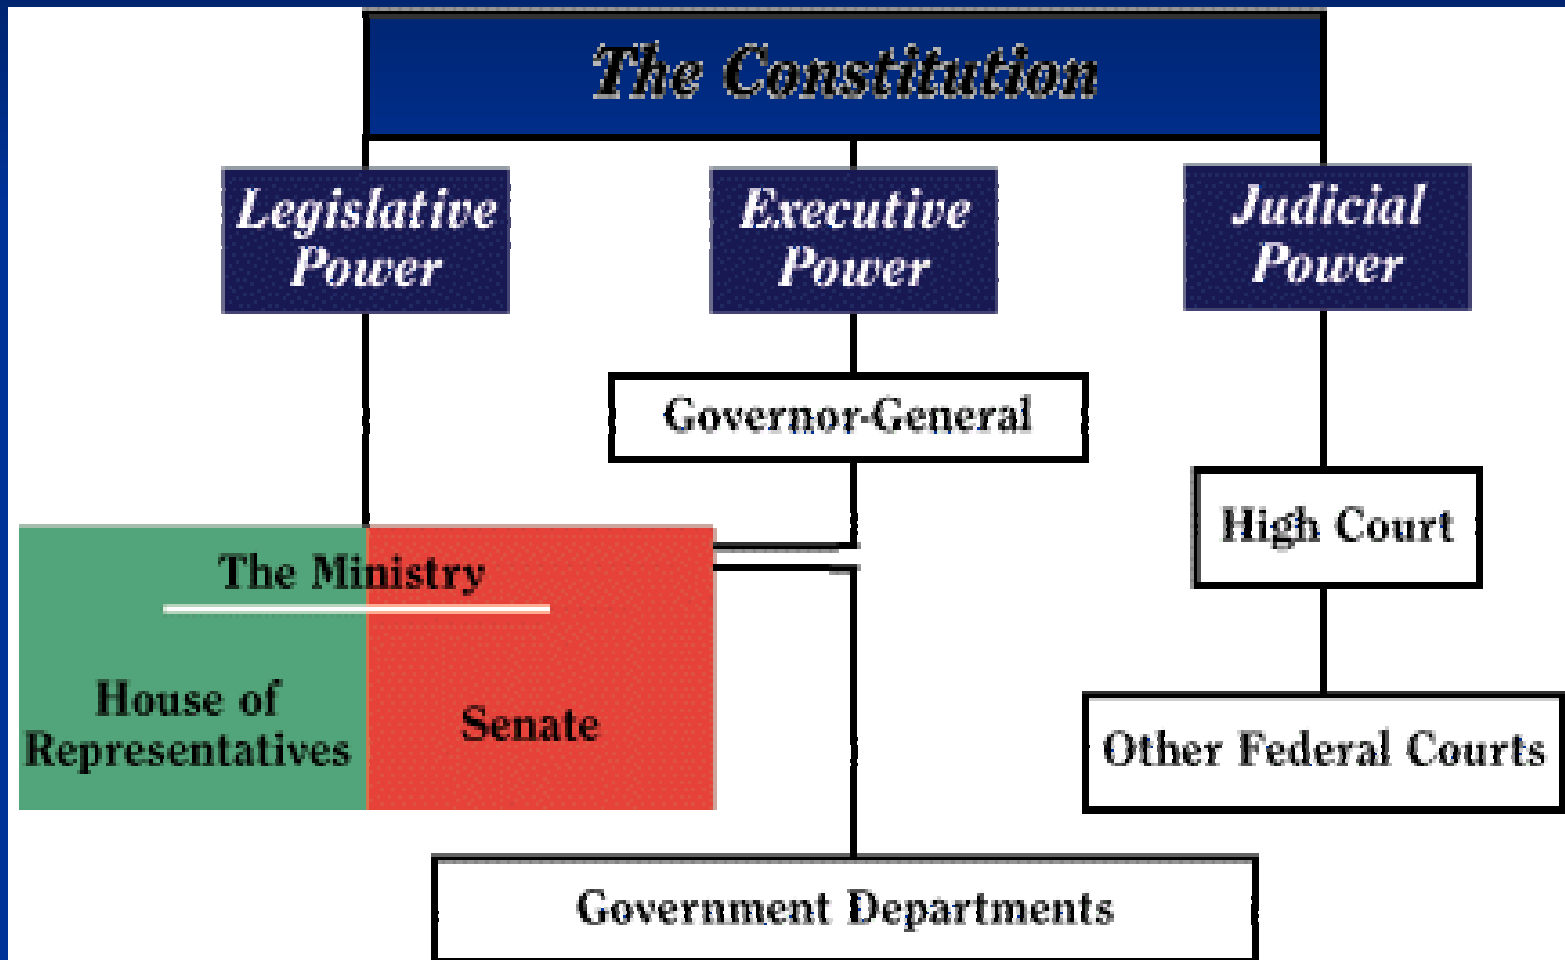 The Constitution
Legislative
Power
Executive
Power
Judicial
Power
Governor-General
High Court
The Ministry
House of
Representatives
Senate
Other Federal Courts
Government Departments